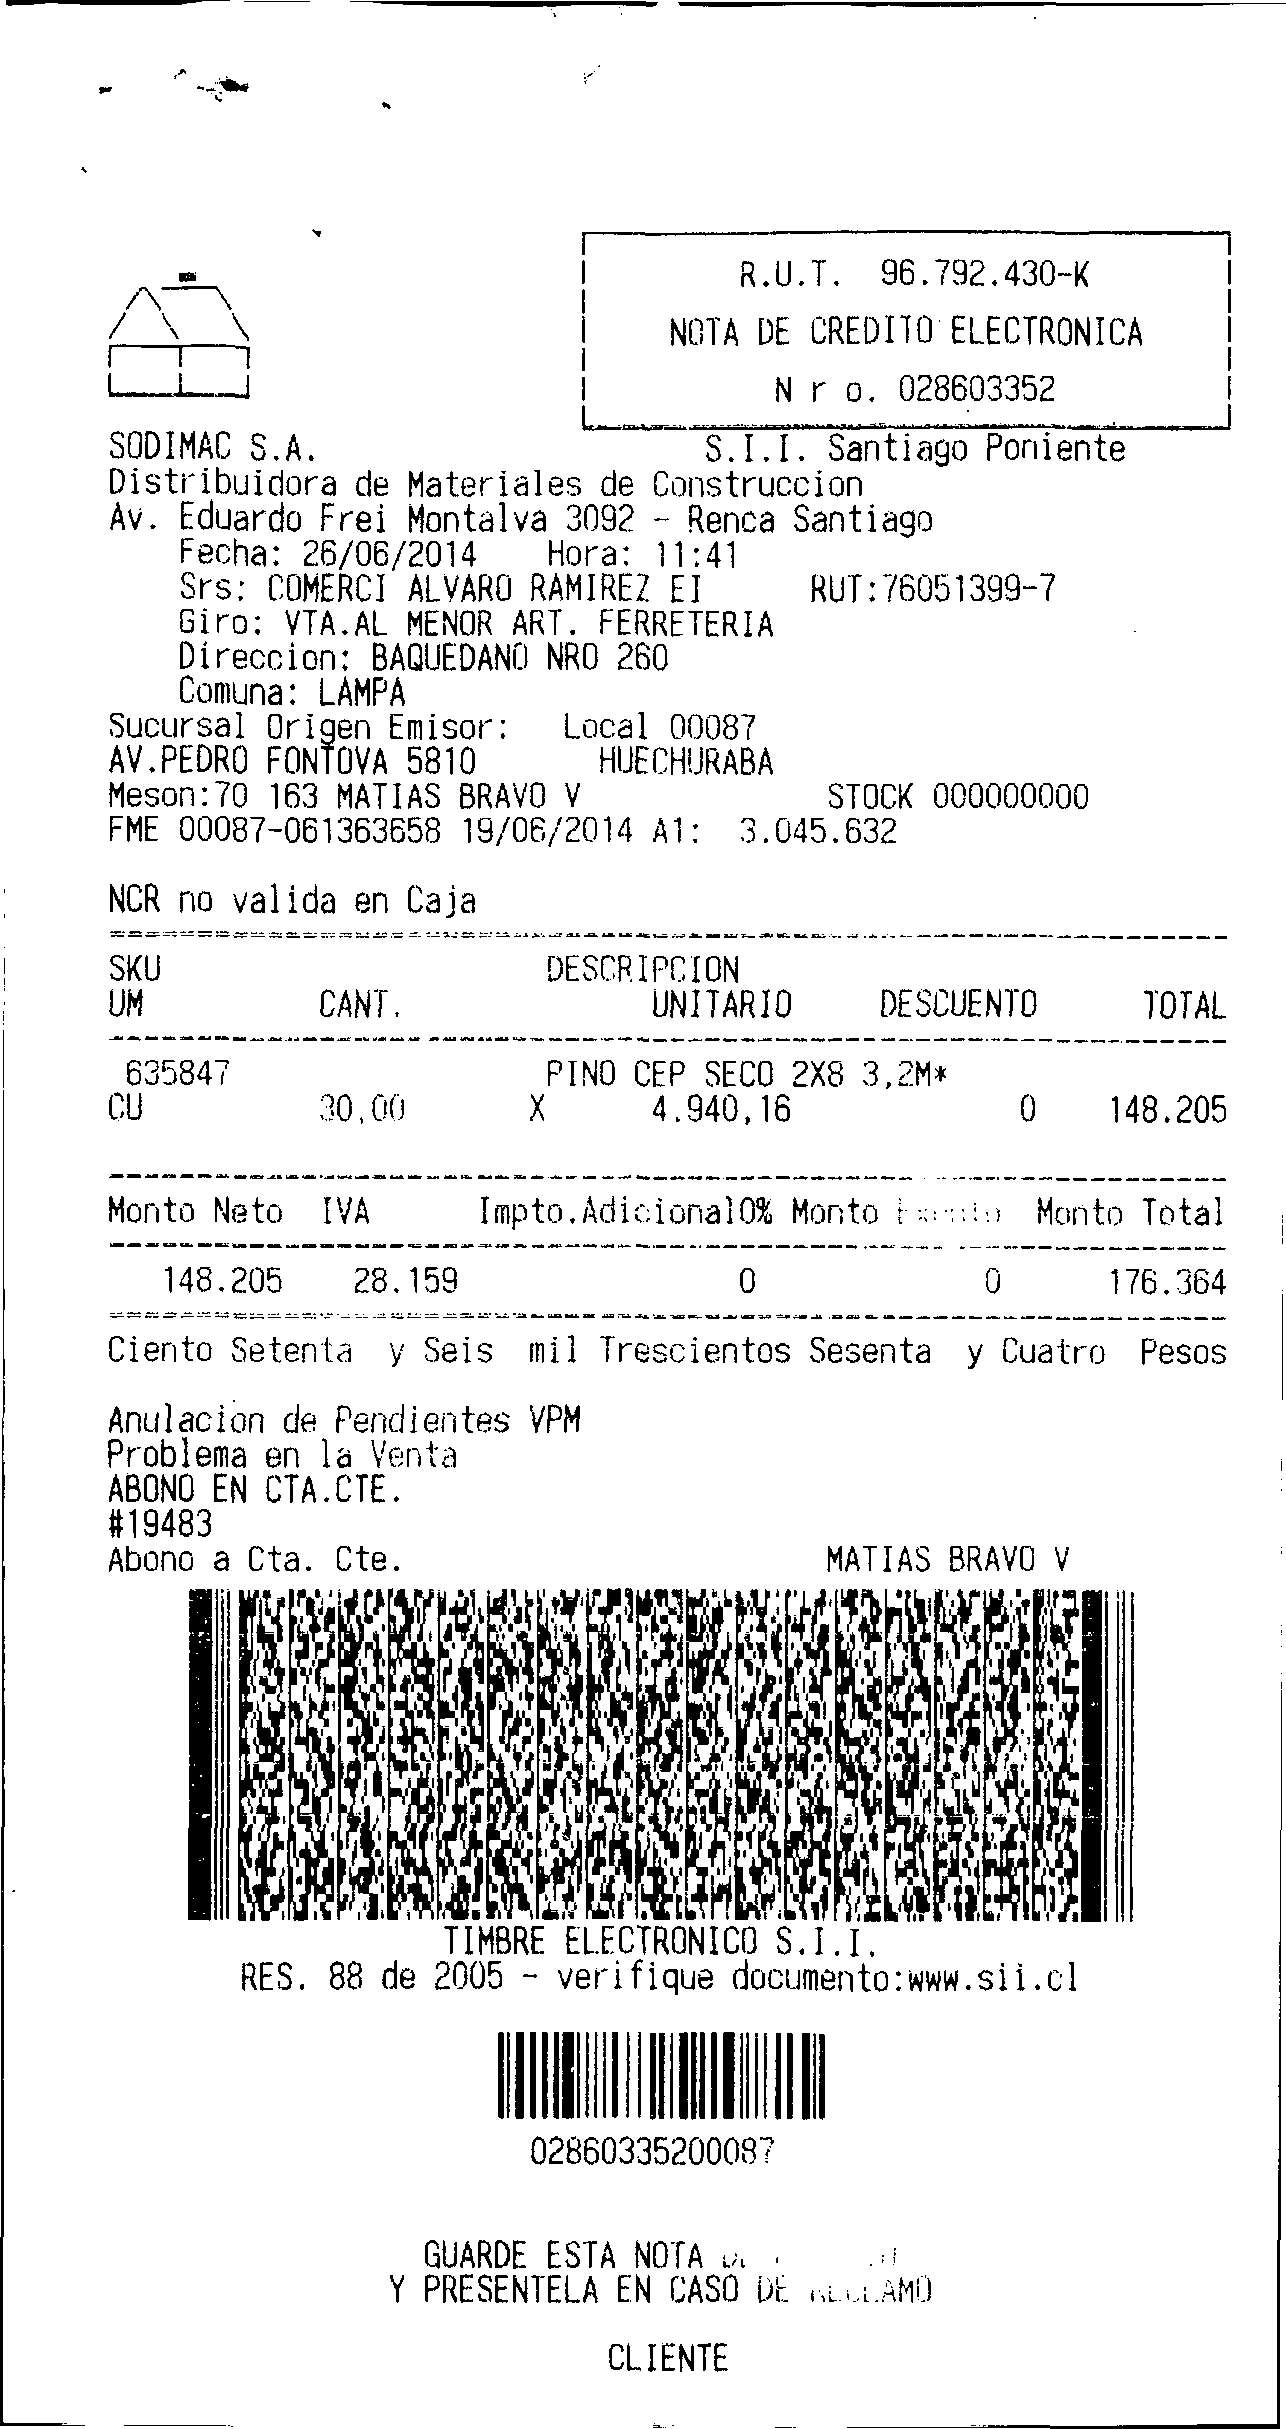 R.U.T. 96.792.430-K
NOTA DE CREDITO ELECTRONICA
N r o. 028603352
SODIMAC S.A. S.I.I. Santiago Poniente
Distribuidora de Materiales de Construccion
Av. Eduardo Frei Montalva 3092 - Renca Santiago
Fecha: 26/06/2014 Hora: 11:41
Srs: COMERCI ALVARO RAMIREZ EI RUT:76051399-7
Giro: VTA.AL MENOR ART. FERRETERIA
Direccion: BAQUEDANO NRO 260
Comuna: LAMPA
Sucursal Origen Emisor: Local 00087
AV.PEDRO FONTOVA 5810 HUECHURABA
Meson:70 163 MATIAS BRAVO V STOCK 000000000
FME 00087-061363658 19/06/2014 A1: 3.045.632
NCR no valida en Caja
SKU DESCRIPCION
UM CANT. UNITARIO DESCUENTO TOTAL
635847 PINO CEP SECO 2X8 3,2M*
CU 30,00 X 4.940,16 0 148.205
Monto Neto IVA Impto.Adicional0% Monto Monto Total
148.205 28.159 0 0 176.364
Ciento Setenta y Seis mil Trescientos Sesenta y Cuatro Pesos
Anulacion de Pendientes VPM
Problema en la Venta
ABONO EN CTA.CTE.
#19483
Abono a Cta. Cte. MATIAS BRAVO V
TIMBRE ELECTRONICO S.I.I.
RES. 88 de 2005 - verifique documento:www.sii.cl
02860335200087
GUARDE ESTA NOTA
Y PRESENTELA EN CASO DE RECLAMO
CLIENTE